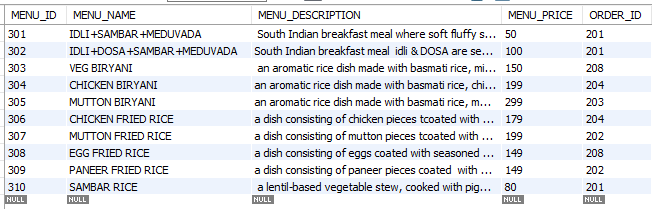 MENU_ID MENU_NAME MENU_DESCRIPTION MENU_PRICE ORDER_ID
301 IDLI+SAMBAR+MEDUVADA South Indian breakfast meal where soft fluffy s... 50 201
302 IDLI+DOSA+SAMBAR+MEDUVADA South Indian breakfast meal idli & DOSA are se... 100 201
303 VEG BIRYANI an aromatic rice dish made with basmati rice, mi... 150 208
304 CHICKEN BIRYANI an aromatic rice dish made with basmati rice, chi... 199 204
305 MUTTON BIRYANI an aromatic rice dish made with basmati rice, m... 299 203
306 CHICKEN FRIED RICE a dish consisting of chicken pieces tcoated with ... 179 204
307 MUTTON FRIED RICE a dish consisting of mutton pieces tcoated with ... 199 202
308 EGG FRIED RICE a dish consisting of eggs coated with seasoned ... 149 208
309 PANEER FRIED RICE a dish consisting of paneer pieces coated with ... 149 202
310 SAMBAR RICE a lentil-based vegetable stew, cooked with pig... 80 201
NULL NULL NULL NULL NULL